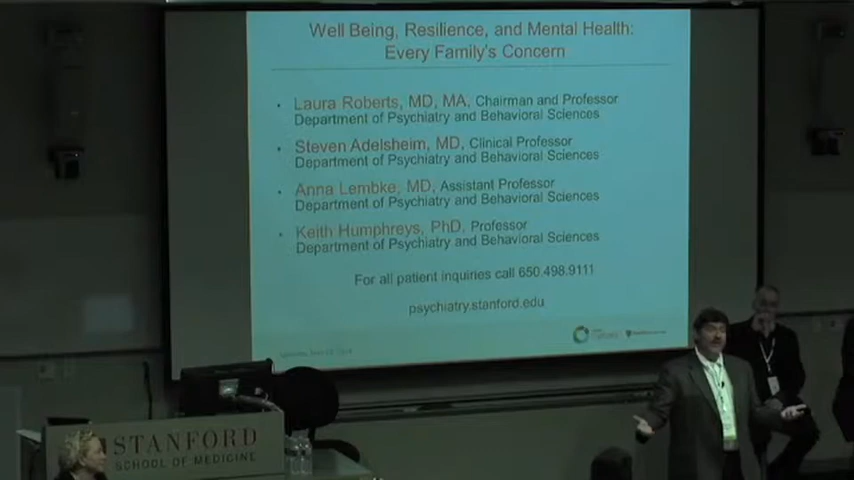 Well Being, Resilience, and Mental Health:
Every Family's Concern
• Laura Roberts, MD, MA, Chairman and Professor
Department of Psychiatry and Behavioral Sciences
• Steven Adelsheim, MD, Clinical Professor
Department of Psychiatry and Behavioral Sciences
• Anna Lembke, MD, Assistant Professor
Department of Psychiatry and Behavioral Sciences
• Keith Humphreys, PhD, Professor
Department of Psychiatry and Behavioral Sciences
For all patient inquiries call 650.498.9111
psychiatry.stanford.edu
STANFORD
SCHOOL OF MEDICINE